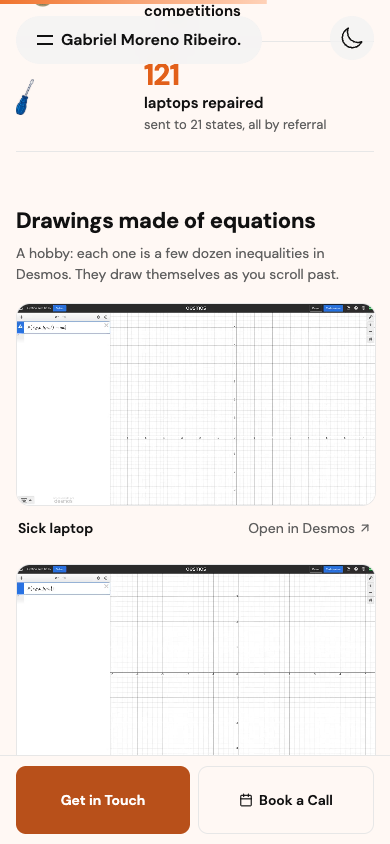 competitions
Gabriel Moreno Ribeiro.
121
laptops repaired
sent to 21 states, all by referral
Drawings made of equations
A hobby: each one is a few dozen inequalities in
Desmos. They draw themselves as you scroll past.
desmos
Sick laptop
Open in Desmos ↗
desmos
Get in Touch
Book a Call